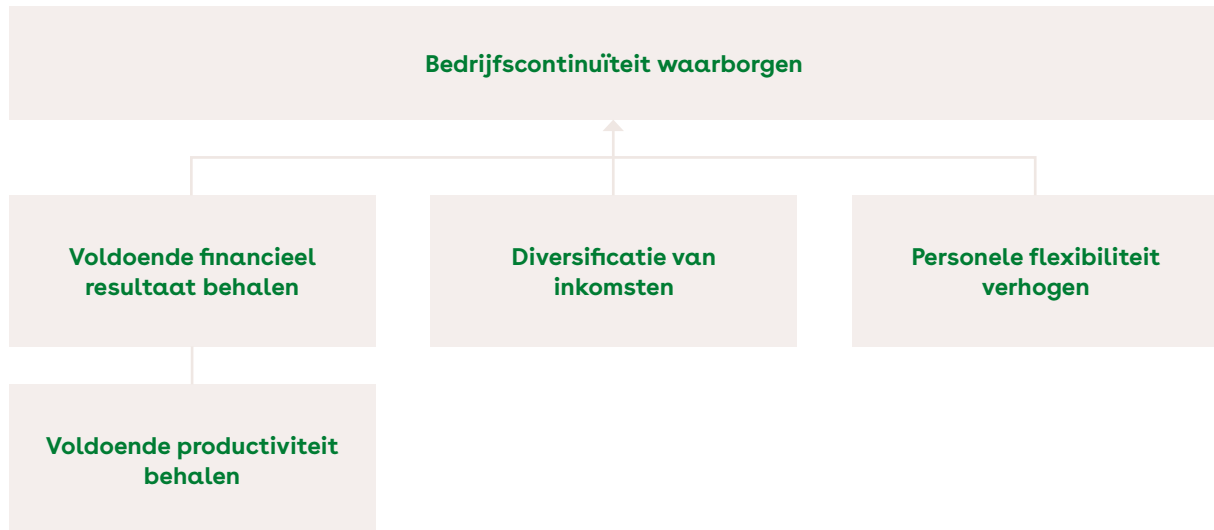 Bedrijfscontinuïteit waarborgen
Voldoende financieel
resultaat behalen
Diversificatie van
inkomsten
Personele flexibiliteit
verhogen
Voldoende productiviteit
behalen